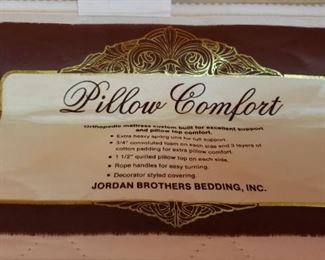 Pillow Comfort
Orthopedic mattress custom built for excellent support
and pillow top comfort.
• Extra heavy spring unit for full support
• 3/4" convoluted foam on each side and 3 layers of
cotton padding for extra pillow comfort.
• 1 1/2" quilted pillow top on each side.
• Rope handles for easy turning.
• Decorator styled covering.
JORDAN BROTHERS BEDDING, INC.